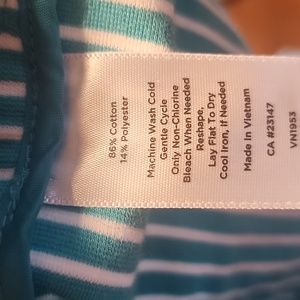 86% Cotton
14% Polyester
Machine Wash Cold
Gentle Cycle
Only Non-Chlorine
Bleach When Needed
Reshape,
Lay Flat To Dry
Cool Iron, If Needed
Made In Vietnam
CA #23147
VN1953